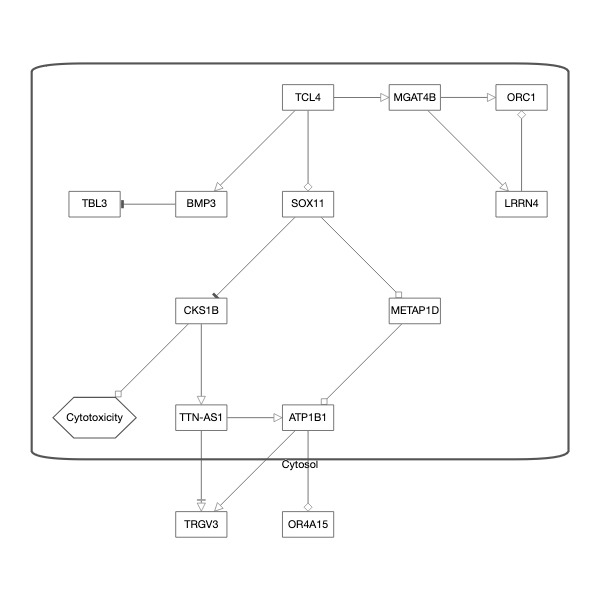 TCL4
MGAT4B
ORC1
TBL3
BMP3
SOX11
LRRN4
CKS1B
METAP1D
Cytotoxicity
TTN-AS1
ATP1B1
Cytosol
TRGV3
OR4A15